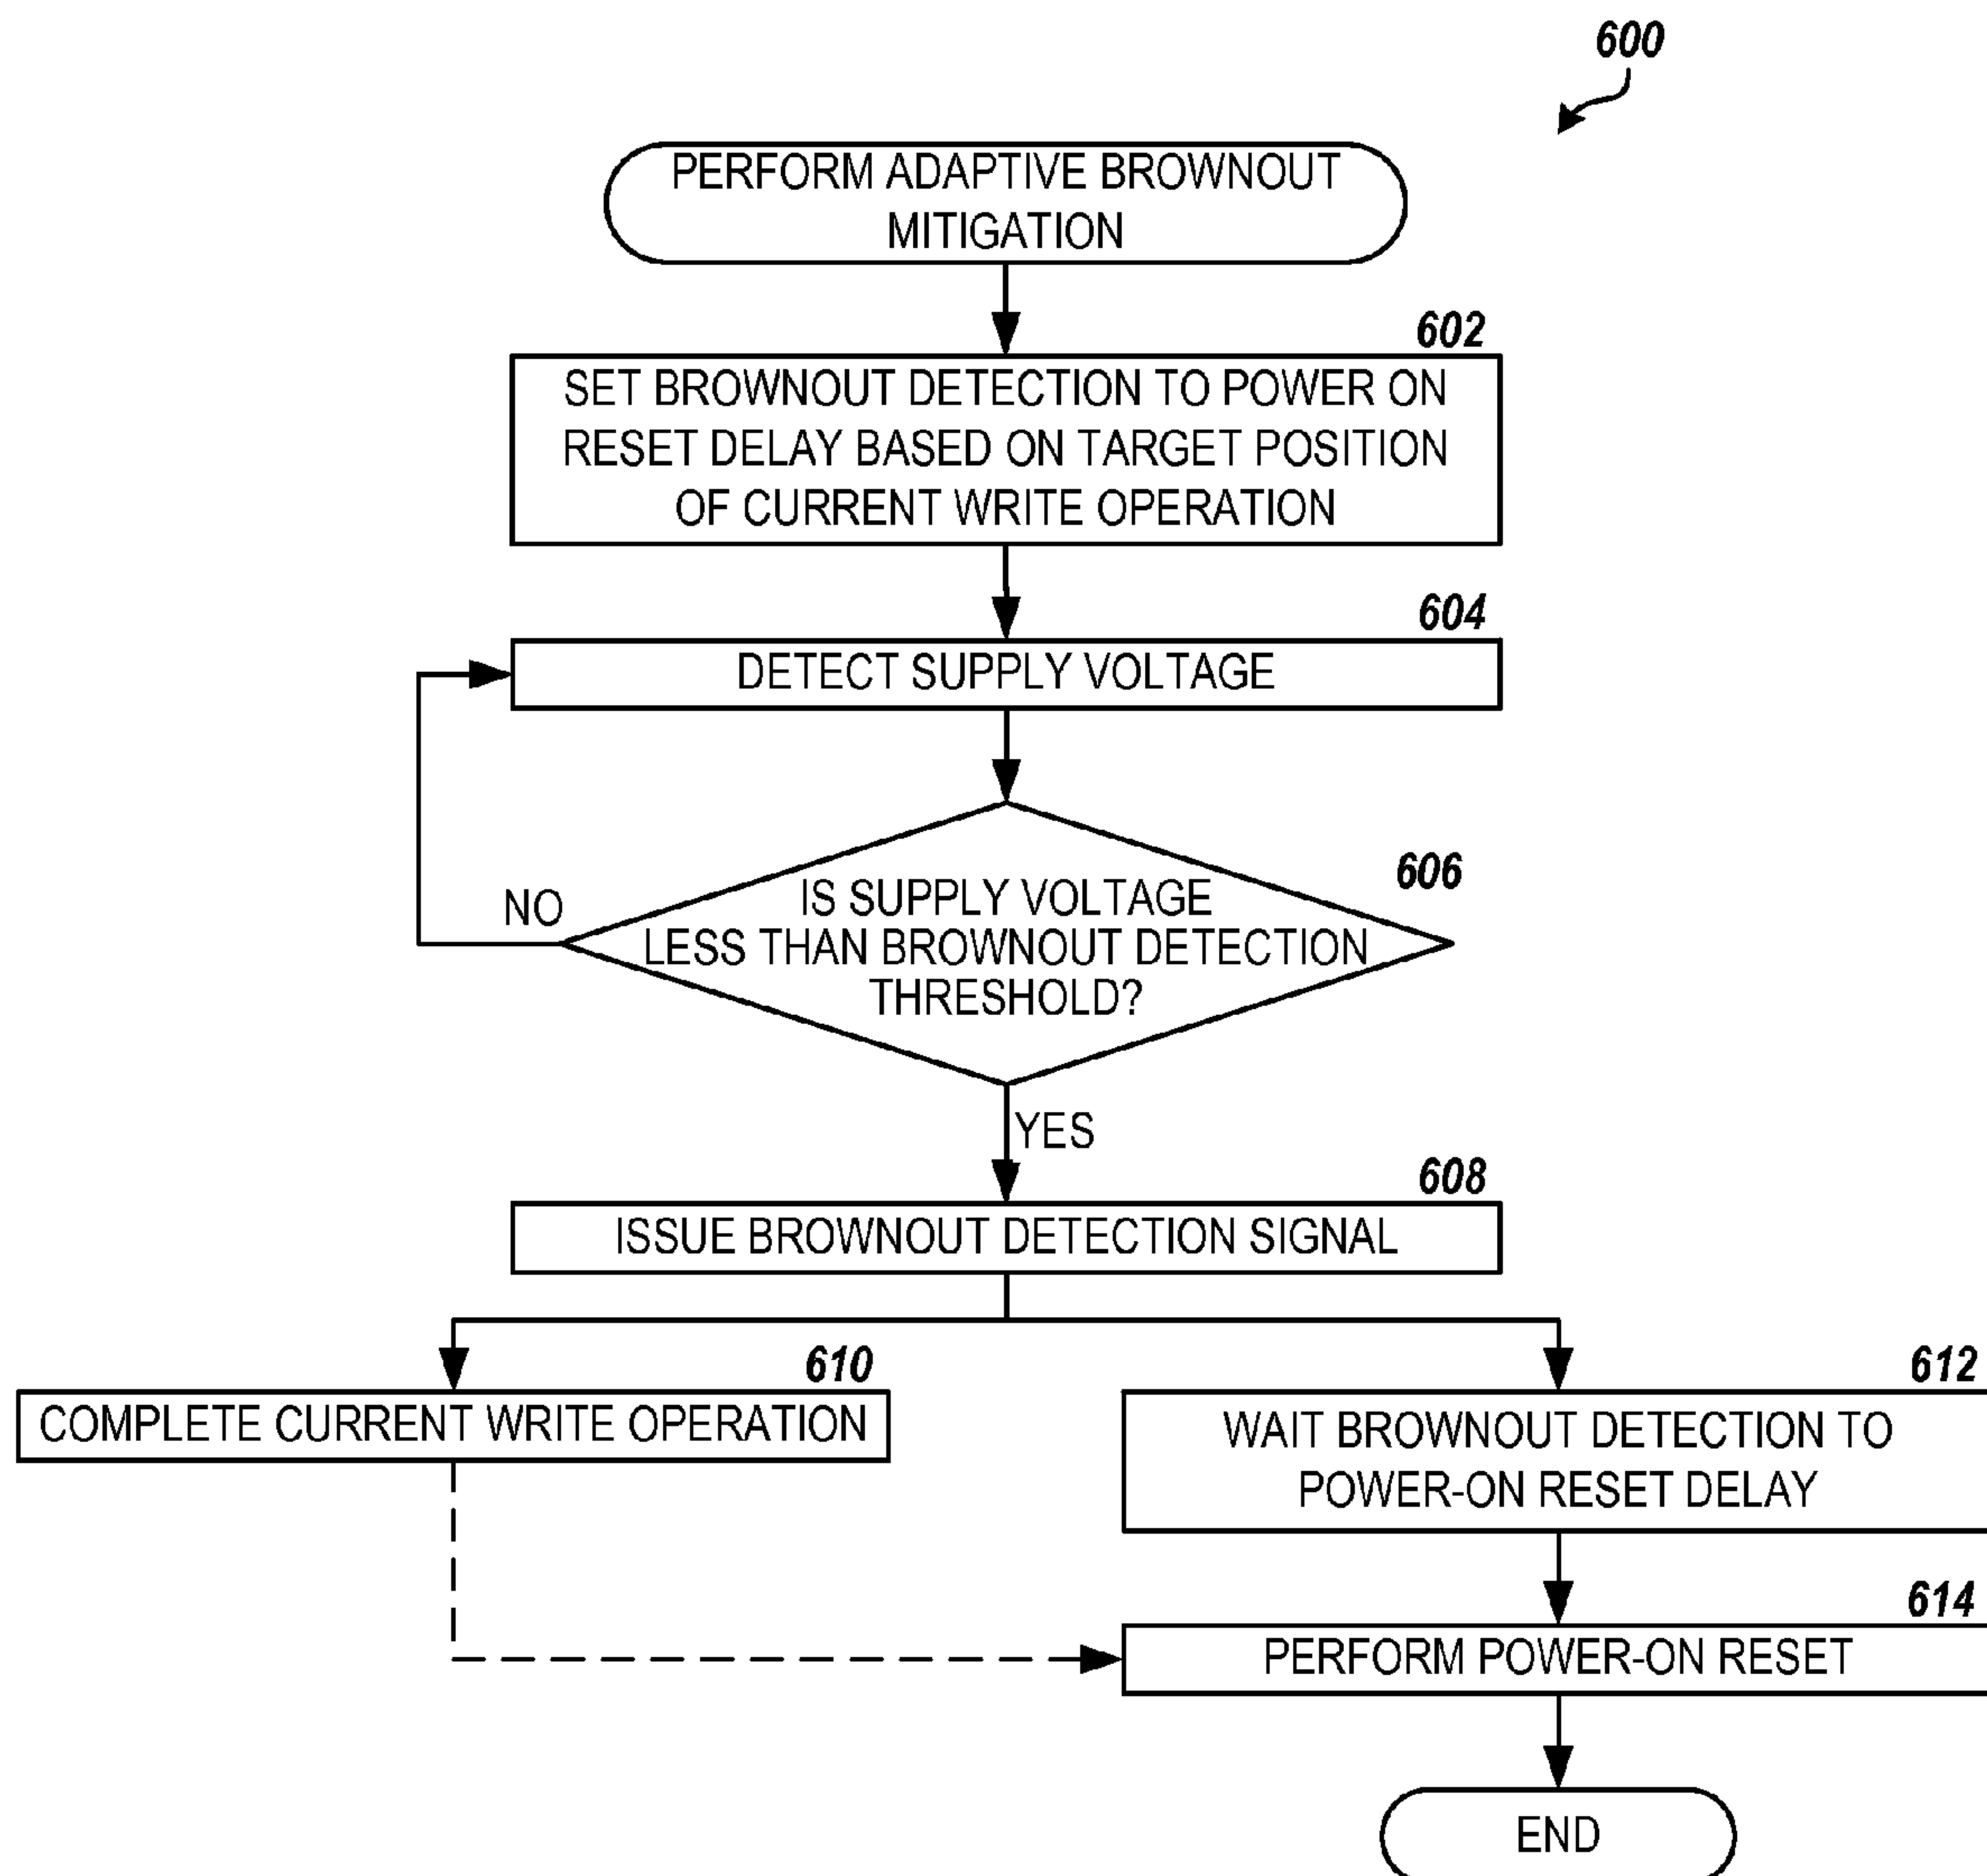 600
PERFORM ADAPTIVE BROWNOUT
MITIGATION
602
SET BROWNOUT DETECTION TO POWER ON
RESET DELAY BASED ON TARGET POSITION
OF CURRENT WRITE OPERATION
604
DETECT SUPPLY VOLTAGE
606
IS SUPPLY VOLTAGE
LESS THAN BROWNOUT DETECTION
THRESHOLD?
NO
YES
608
ISSUE BROWNOUT DETECTION SIGNAL
610
COMPLETE CURRENT WRITE OPERATION
612
WAIT BROWNOUT DETECTION TO
POWER-ON RESET DELAY
614
PERFORM POWER-ON RESET
END